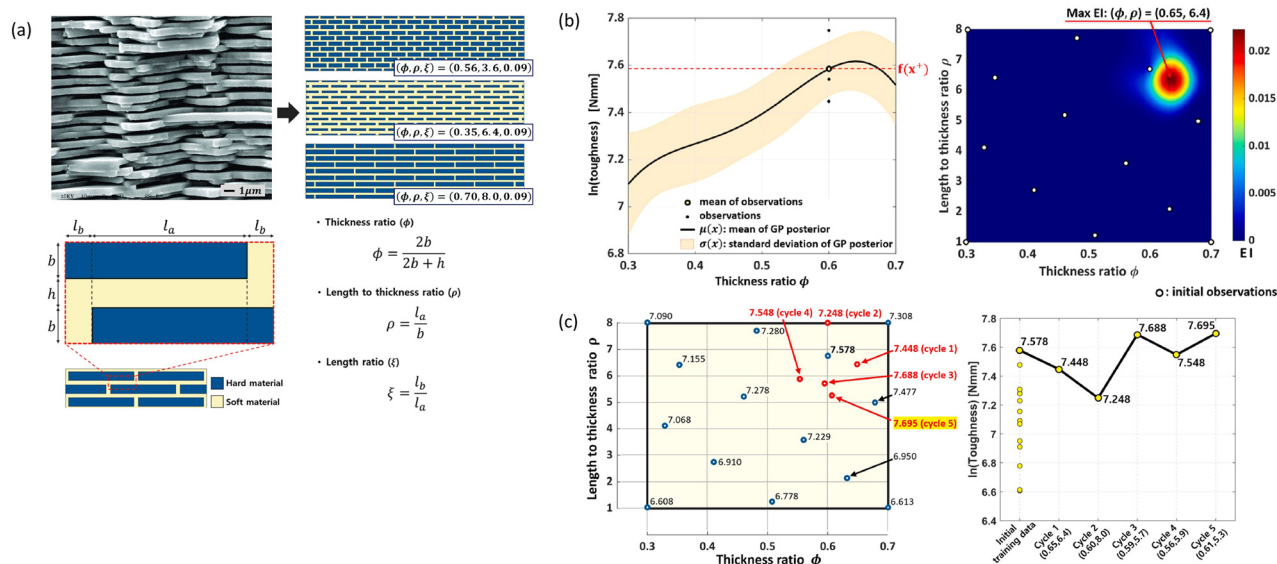 (a)
1µm
(ϕ, ρ, ξ) = (0.56, 3.6, 0.09)
(ϕ, ρ, ξ) = (0.35, 6.4, 0.09)
(ϕ, ρ, ξ) = (0.70, 8.0, 0.09)
l_b l_a l_b
b
h
b
Hard material
Soft material
• Thickness ratio (ϕ)
ϕ = 2b / (2b + h)
• Length to thickness ratio (ρ)
ρ = l_a / b
• Length ratio (ξ)
ξ = l_b / l_a
(b)
ln(toughness) [Nmm]
7.8
7.6
7.4
7.2
7
6.8
f(x⁺)
mean of observations
observations
μ(x): mean of GP posterior
σ(x): standard deviation of GP posterior
0.3 0.4 0.5 0.6 0.7
Thickness ratio ϕ
Max EI: (ϕ, ρ) = (0.65, 6.4)
Length to thickness ratio ρ
8
7
6
5
4
3
2
1
0.3 0.4 0.5 0.6 0.7
Thickness ratio ϕ
0.02
0.015
0.01
0.005
0
EI
: initial observations
(c)
Length to thickness ratio ρ
8
7
6
5
4
3
2
1
7.548 (cycle 4)
7.248 (cycle 2)
7.090
7.308
7.280
7.578
7.448 (cycle 1)
7.155
7.688 (cycle 3)
7.278
7.477
7.695 (cycle 5)
7.068
7.229
6.910
6.950
6.608
6.778
6.613
0.3 0.4 0.5 0.6 0.7
Thickness ratio ϕ
ln(Toughness) [Nmm]
7.8
7.6
7.4
7.2
7
6.8
6.6
6.4
7.578
7.448
7.248
7.688
7.548
7.695
Initial training data
Cycle 1 (0.65,6.4)
Cycle 2 (0.60,8.0)
Cycle 3 (0.59,5.7)
Cycle 4 (0.56,5.9)
Cycle 5 (0.61,5.3)